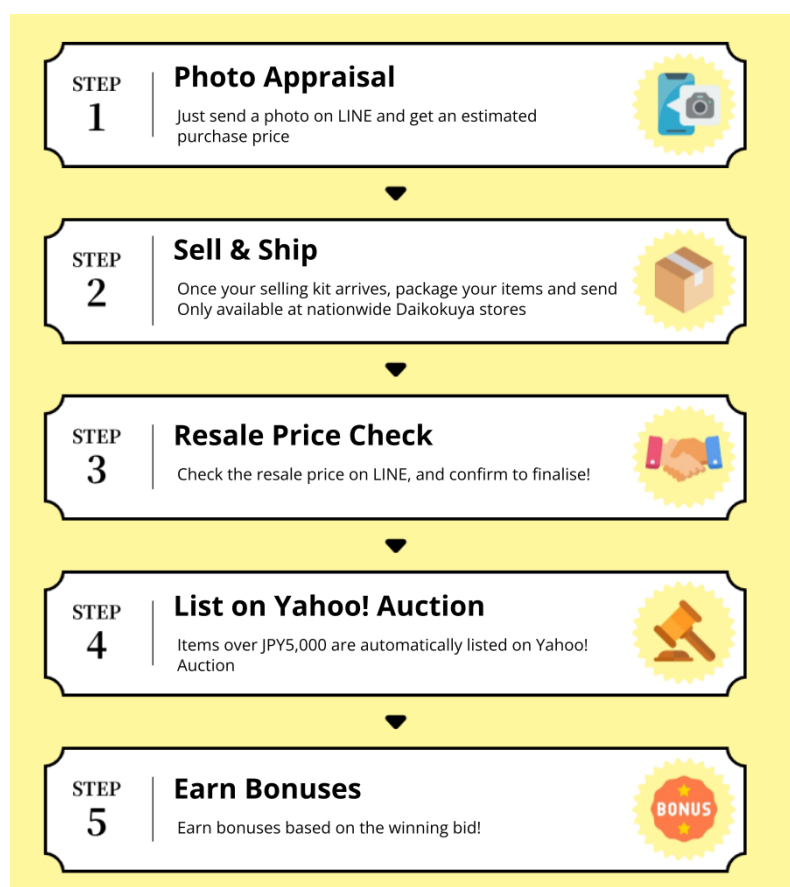 STEP
1
Photo Appraisal
Just send a photo on LINE and get an estimated
purchase price
STEP
2
Sell & Ship
Once your selling kit arrives, package your items and send
Only available at nationwide Daikokuya stores
STEP
3
Resale Price Check
Check the resale price on LINE, and confirm to finalise!
STEP
4
List on Yahoo! Auction
Items over JPY5,000 are automatically listed on Yahoo!
Auction
STEP
5
Earn Bonuses
Earn bonuses based on the winning bid!
BONUS